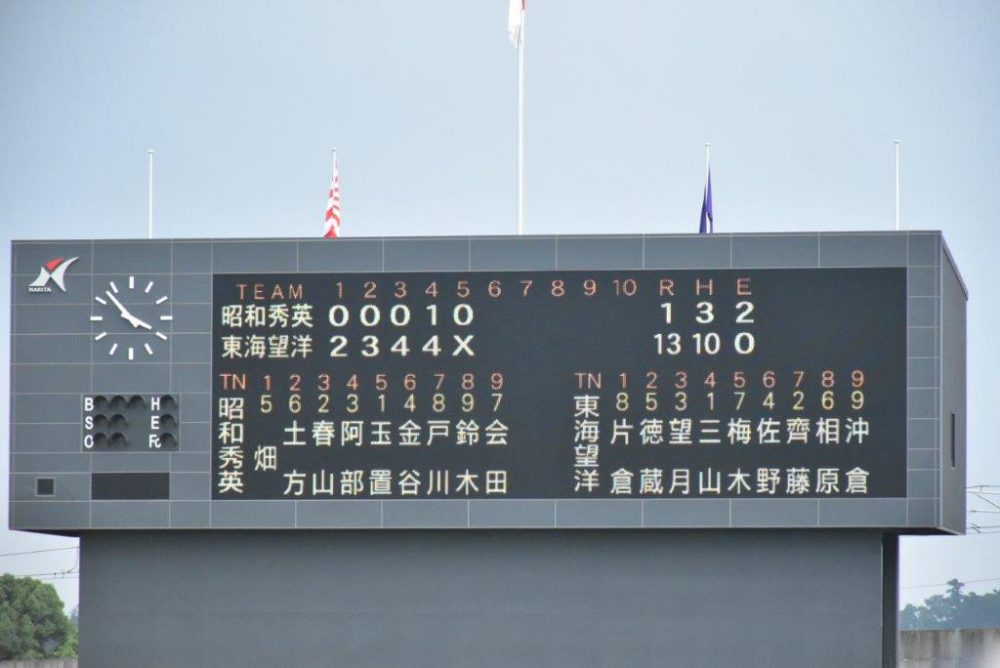 TEAM 1 2 3 4 5 6 7 8 9 10 R H E
昭和秀英 0 0 0 1 0 1 3 2
東海望洋 2 3 4 4 X 13 10 0
NARITA
B H
S E
O R
TN 1 2 3 4 5 6 7 8 9
5 6 2 3 1 4 8 9 7
昭和秀英
畑 土方 春山 阿部 玉置 金谷 戸川 鈴木 会田
TN 1 2 3 4 5 6 7 8 9
8 5 3 1 7 4 2 6 9
東海望洋
片倉 徳蔵 望月 三山 梅木 佐野 齊藤 相原 沖倉